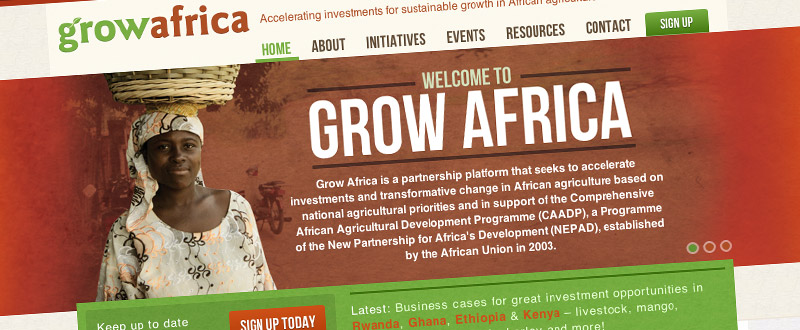 growafrica
Accelerating investments for sustainable growth in African
HOME ABOUT INITIATIVES EVENTS RESOURCES CONTACT SIGN UP
WELCOME TO
GROW AFRICA
Grow Africa is a partnership platform that seeks to accelerate
investments and transformative change in African agriculture based on
national agricultural priorities and in support of the Comprehensive
African Agricultural Development Programme (CAADP), a Programme
of the New Partnership for Africa's Development (NEPAD), established
by the African Union in 2003.
Keep up to date
SIGN UP TODAY
Latest: Business cases for great investment opportunities in
Rwanda, Ghana, Ethiopia & Kenya – livestock, mango,
and more!